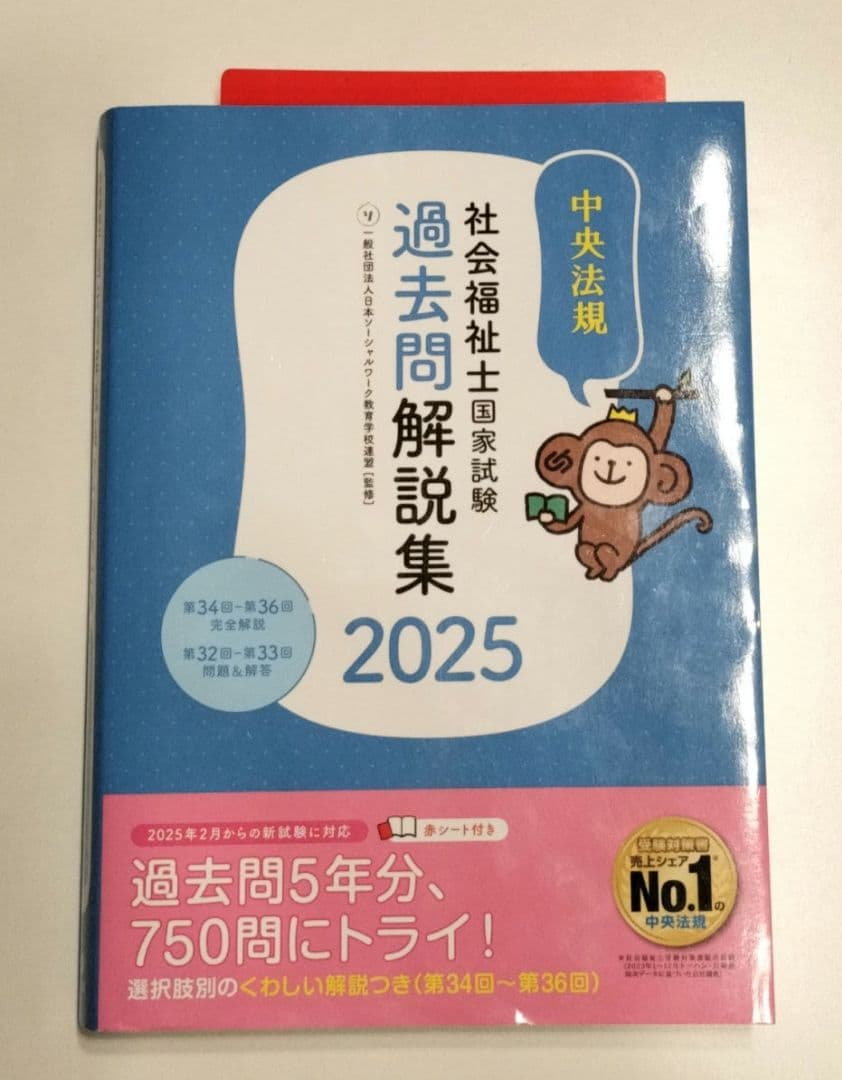 中央法規
社会福祉士国家試験
過去問解説集
2025
ソ 一般社団法人日本ソーシャルワーク教育学校連盟[監修]
第34回-第36回
完全解説
第32回-第33回
問題&解答
2025年2月からの新試験に対応
赤シート付き
過去問5年分、
750問にトライ!
選択肢別のくわしい解説つき(第34回~第36回)
受験対策書
売上シェア※
No.1の
中央法規